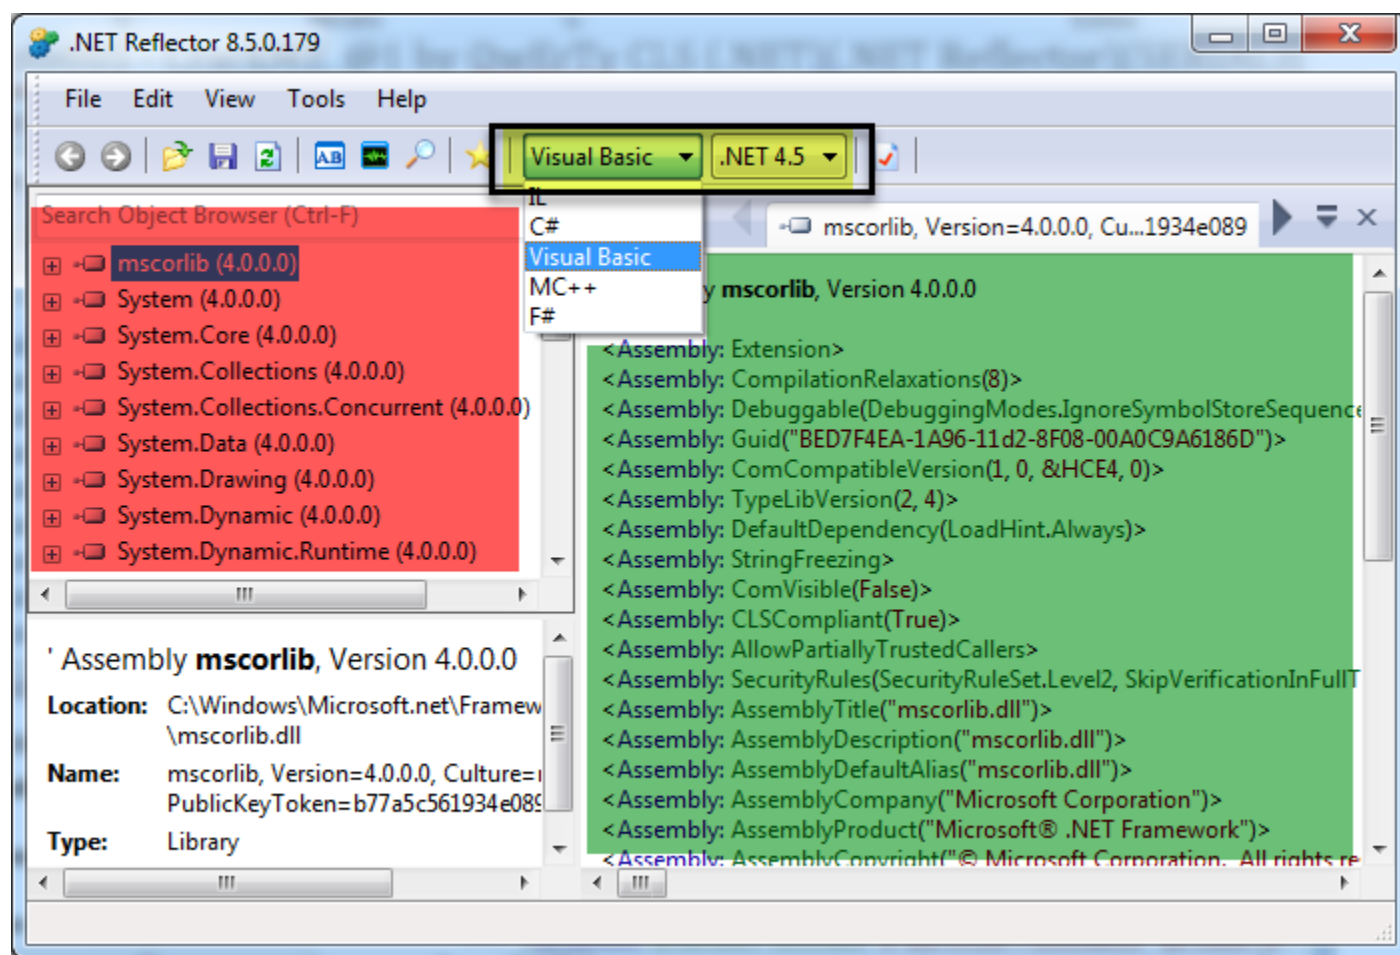 .NET Reflector 8.5.0.179
File Edit View Tools Help
Visual Basic .NET 4.5
IL
C#
Visual Basic
MC++
F#
Search Object Browser (Ctrl-F)
mscorlib (4.0.0.0)
System (4.0.0.0)
System.Core (4.0.0.0)
System.Collections (4.0.0.0)
System.Collections.Concurrent (4.0.0.0)
System.Data (4.0.0.0)
System.Drawing (4.0.0.0)
System.Dynamic (4.0.0.0)
System.Dynamic.Runtime (4.0.0.0)
' Assembly mscorlib, Version 4.0.0.0
Location: C:\Windows\Microsoft.net\Framew
\mscorlib.dll
Name: mscorlib, Version=4.0.0.0, Culture=
PublicKeyToken=b77a5c561934e089
Type: Library
mscorlib, Version=4.0.0.0, Cu...1934e089
y mscorlib, Version 4.0.0.0
<Assembly: Extension>
<Assembly: CompilationRelaxations(8)>
<Assembly: Debuggable(DebuggingModes.IgnoreSymbolStoreSequence
<Assembly: Guid("BED7F4EA-1A96-11d2-8F08-00A0C9A6186D")>
<Assembly: ComCompatibleVersion(1, 0, &HCE4, 0)>
<Assembly: TypeLibVersion(2, 4)>
<Assembly: DefaultDependency(LoadHint.Always)>
<Assembly: StringFreezing>
<Assembly: ComVisible(False)>
<Assembly: CLSCompliant(True)>
<Assembly: AllowPartiallyTrustedCallers>
<Assembly: SecurityRules(SecurityRuleSet.Level2, SkipVerificationInFullT
<Assembly: AssemblyTitle("mscorlib.dll")>
<Assembly: AssemblyDescription("mscorlib.dll")>
<Assembly: AssemblyDefaultAlias("mscorlib.dll")>
<Assembly: AssemblyCompany("Microsoft Corporation")>
<Assembly: AssemblyProduct("Microsoft® .NET Framework")>
<Assembly: AssemblyCopyright("© Microsoft Corporation. All rights re